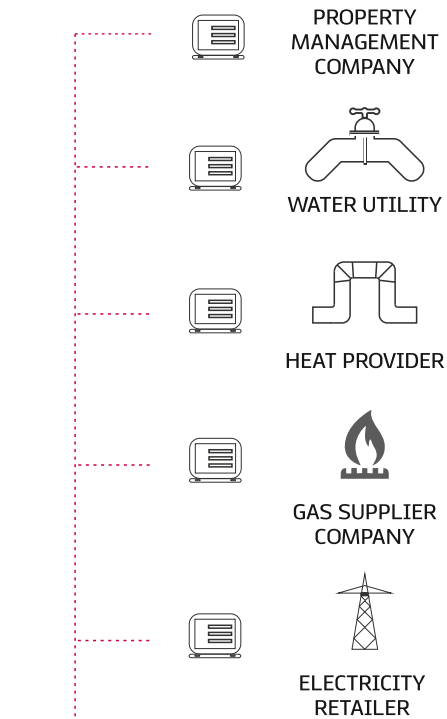 PROPERTY
MANAGEMENT
COMPANY
WATER UTILITY
HEAT PROVIDER
GAS SUPPLIER
COMPANY
ELECTRICITY
RETAILER